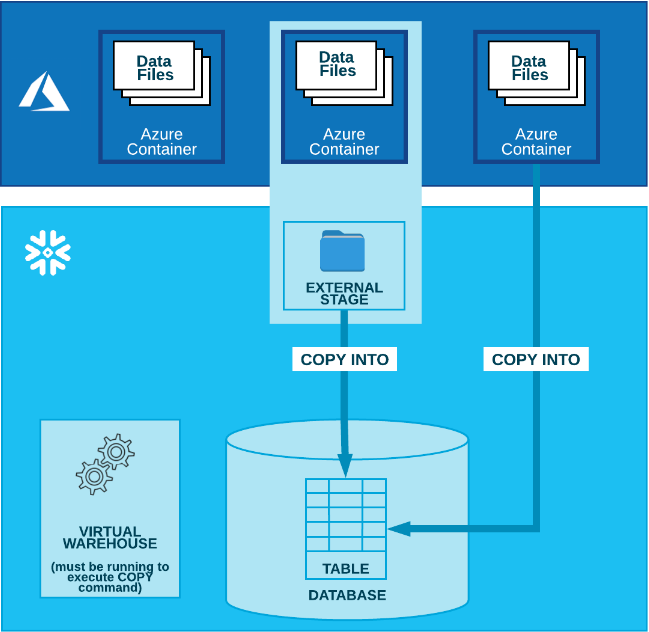 Data
Files
Azure
Container
Data
Files
Azure
Container
Data
Files
Azure
Container
EXTERNAL
STAGE
COPY INTO
COPY INTO
VIRTUAL
WAREHOUSE
(must be running to
execute COPY
command)
TABLE
DATABASE